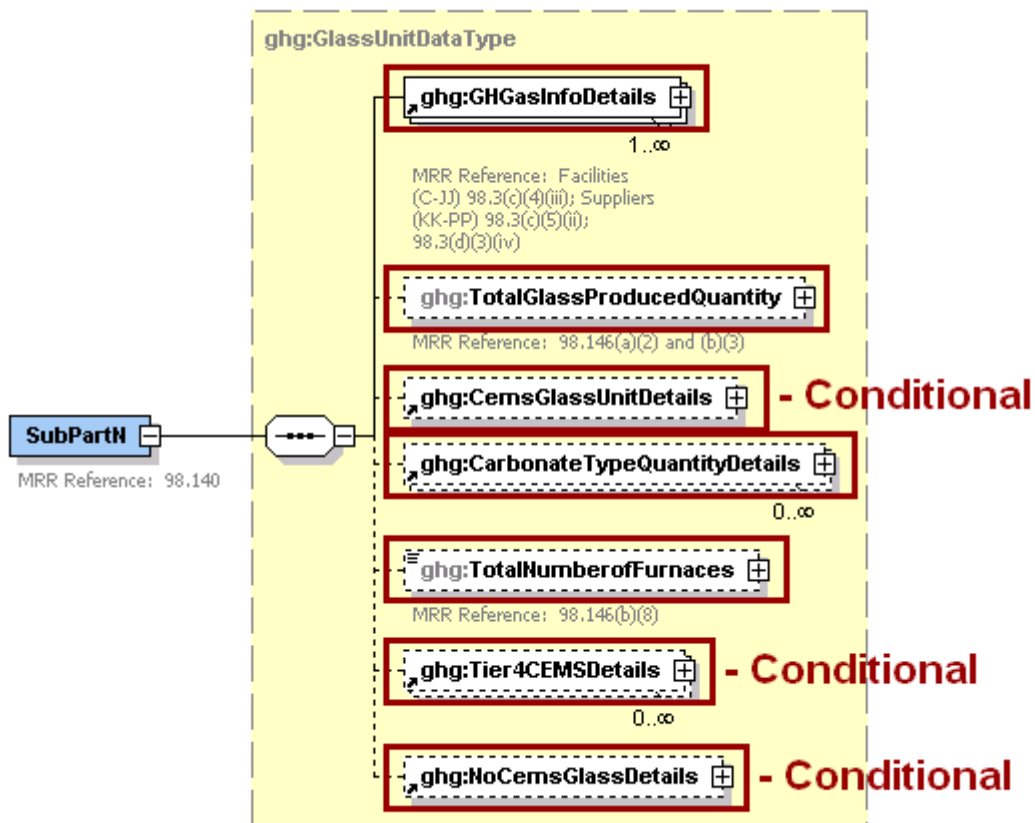 ghg:GlassUnitDataType
ghg:GHGasInfoDetails
1..∞
MRR Reference: Facilities
(C-JJ) 98.3(c)(4)(iii); Suppliers
(KK-PP) 98.3(c)(5)(ii);
98.3(d)(3)(iv)
ghg:TotalGlassProducedQuantity
MRR Reference: 98.146(a)(2) and (b)(3)
ghg:CemsGlassUnitDetails
- Conditional
SubPartN
MRR Reference: 98.140
ghg:CarbonateTypeQuantityDetails
0..∞
ghg:TotalNumberofFurnaces
MRR Reference: 98.146(b)(8)
ghg:Tier4CEMSDetails
- Conditional
0..∞
ghg:NoCemsGlassDetails
- Conditional